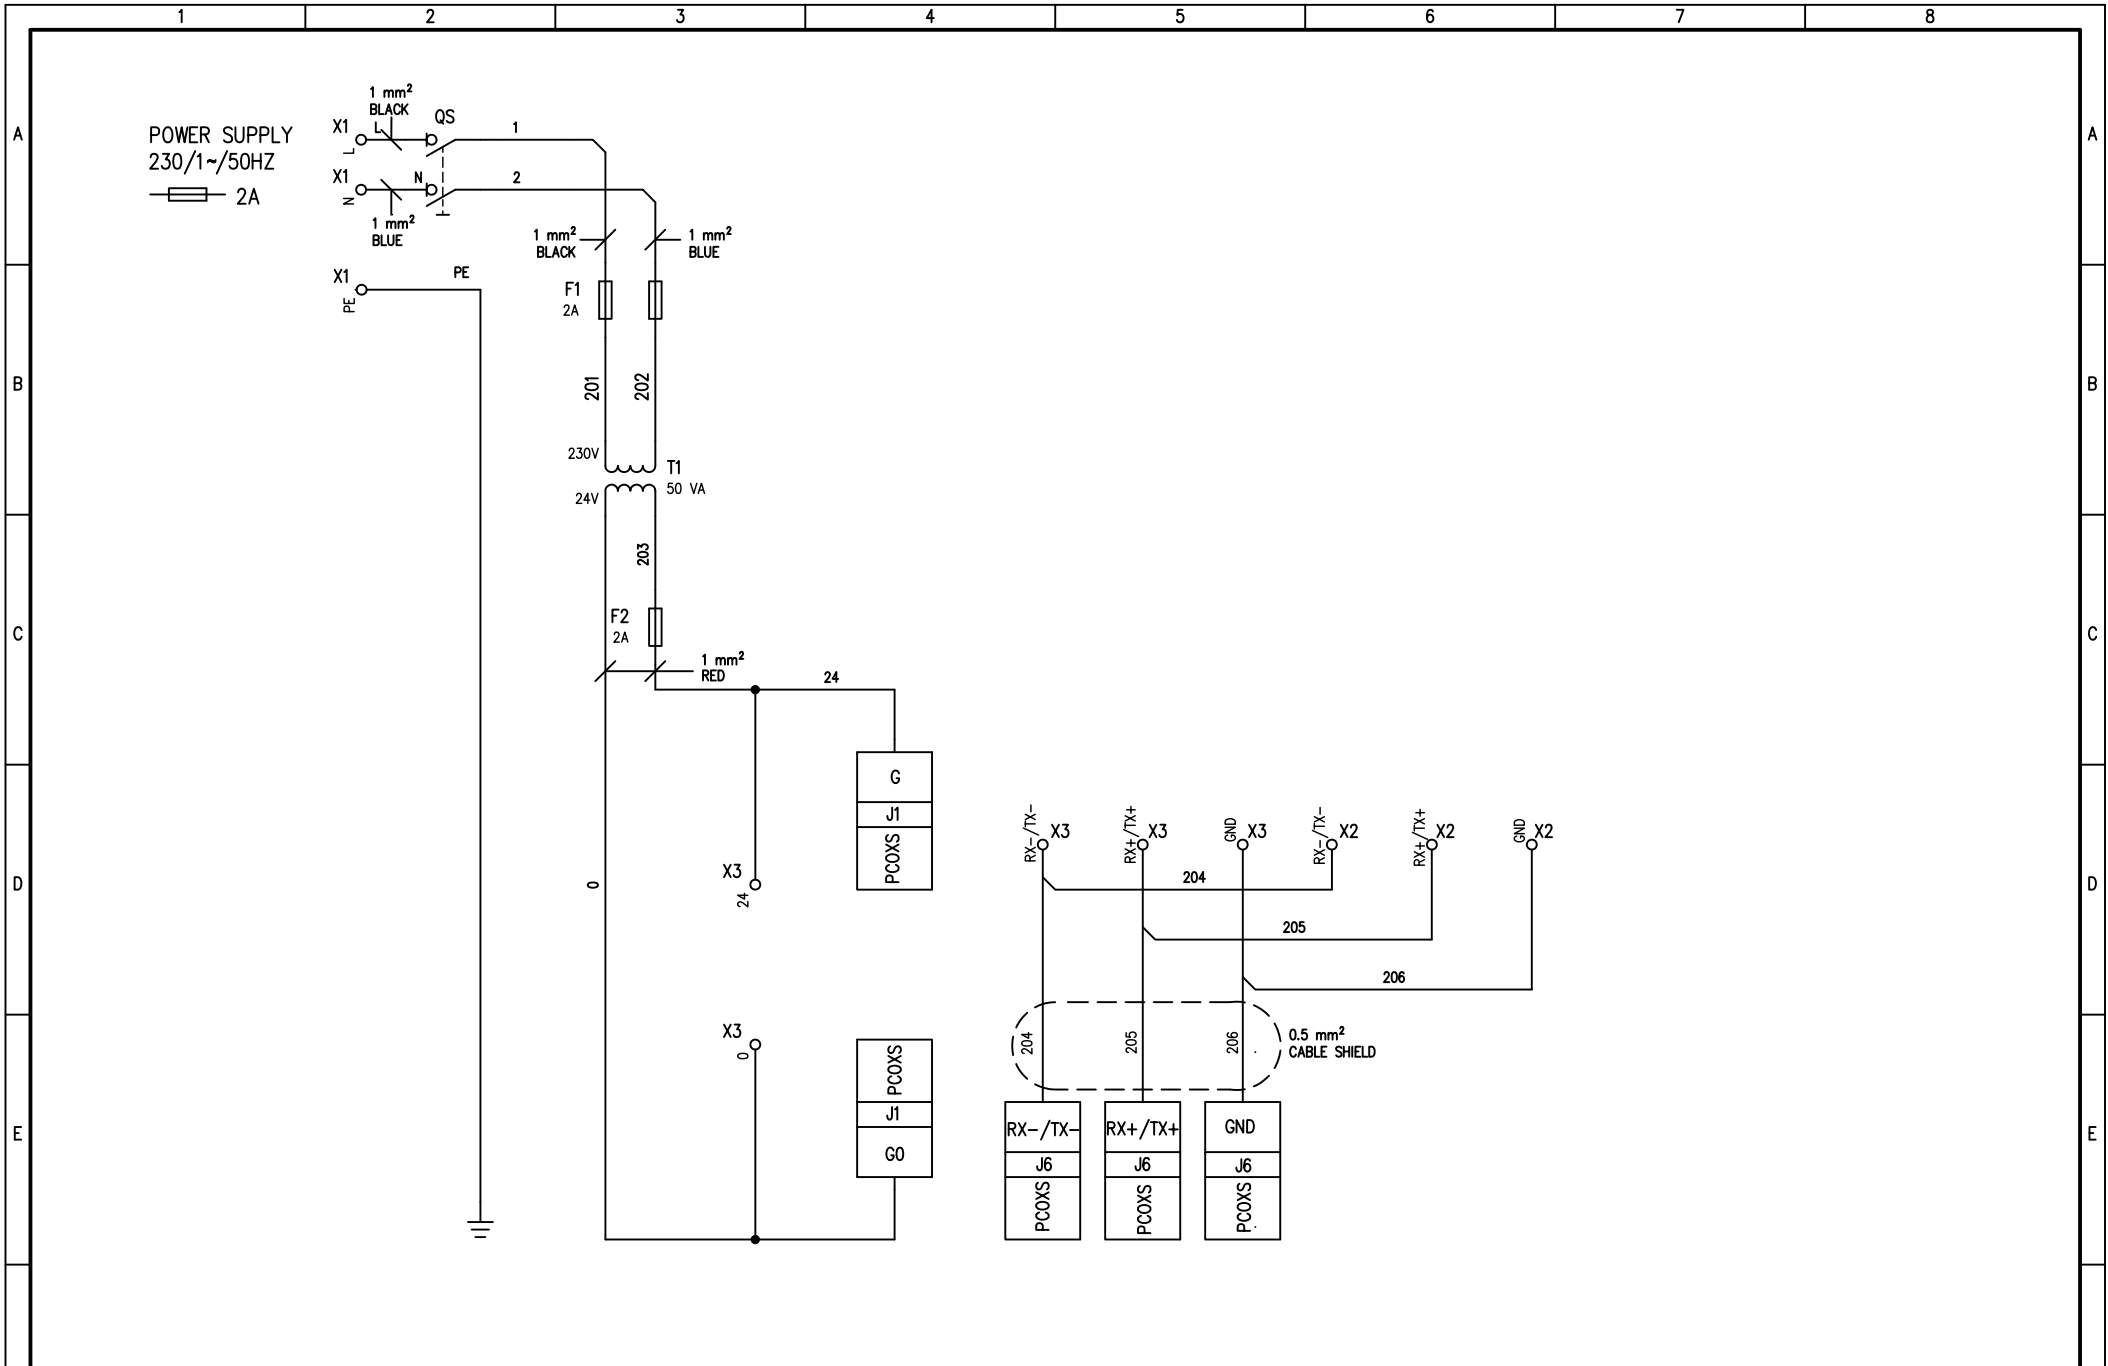 1 2 3 4 5 6 7 8
A
A
1 mm²
BLACK
QS
POWER SUPPLY
230/1~/50HZ
2A
X1
L
L
1
X1
N
N
2
1 mm²
BLUE
1 mm²
BLACK
1 mm²
BLUE
X1
PE
PE
F1
2A
B
B
201
202
230V
T1
24V
50 VA
203
C
C
F2
2A
1 mm²
RED
24
G
J1
PCOXS
D
D
0
X3
24
RX-/TX-
X3
RX+/TX+
X3
GND
X3
RX-/TX-
X2
RX+/TX+
X2
GND
X2
204
205
206
X3
0
PCOXS
J1
G0
204
205
206
0.5 mm²
CABLE SHIELD
E
E
RX-/TX-
J6
PCOXS
RX+/TX+
J6
PCOXS
GND
J6
PCOXS